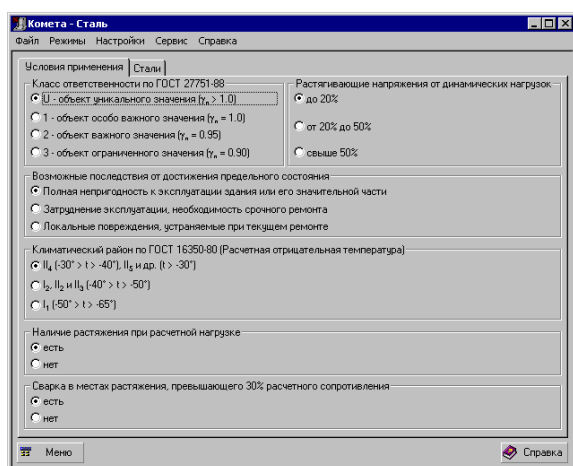 Комета - Сталь
Файл Режимы Настройки Сервис Справка
Условия применения Стали
Класс ответственности по ГОСТ 27751-88
U - объект уникального значения (γn > 1.0)
1 - объект особо важного значения (γn = 1.0)
2 - объект важного значения (γn = 0.95)
3 - объект ограниченного значения (γn = 0.90)
Растягивающие напряжения от динамических нагрузок
до 20%
от 20% до 50%
свыше 50%
Возможные последствия от достижения предельного состояния
Полная непригодность к эксплуатации здания или его значительной части
Затруднение эксплуатации, необходимость срочного ремонта
Локальные повреждения, устраняемые при текущем ремонте
Климатический район по ГОСТ 16350-80 (Расчетная отрицательная температура)
II4 (-30° > t > -40°), II5 и др. (t > -30°)
I2, II2 и II3 (-40° > t > -50°)
I1 (-50° > t > -65°)
Наличие растяжения при расчетной нагрузке
есть
нет
Сварка в местах растяжения, превышающего 30% расчетного сопротивления
есть
нет
Меню Справка